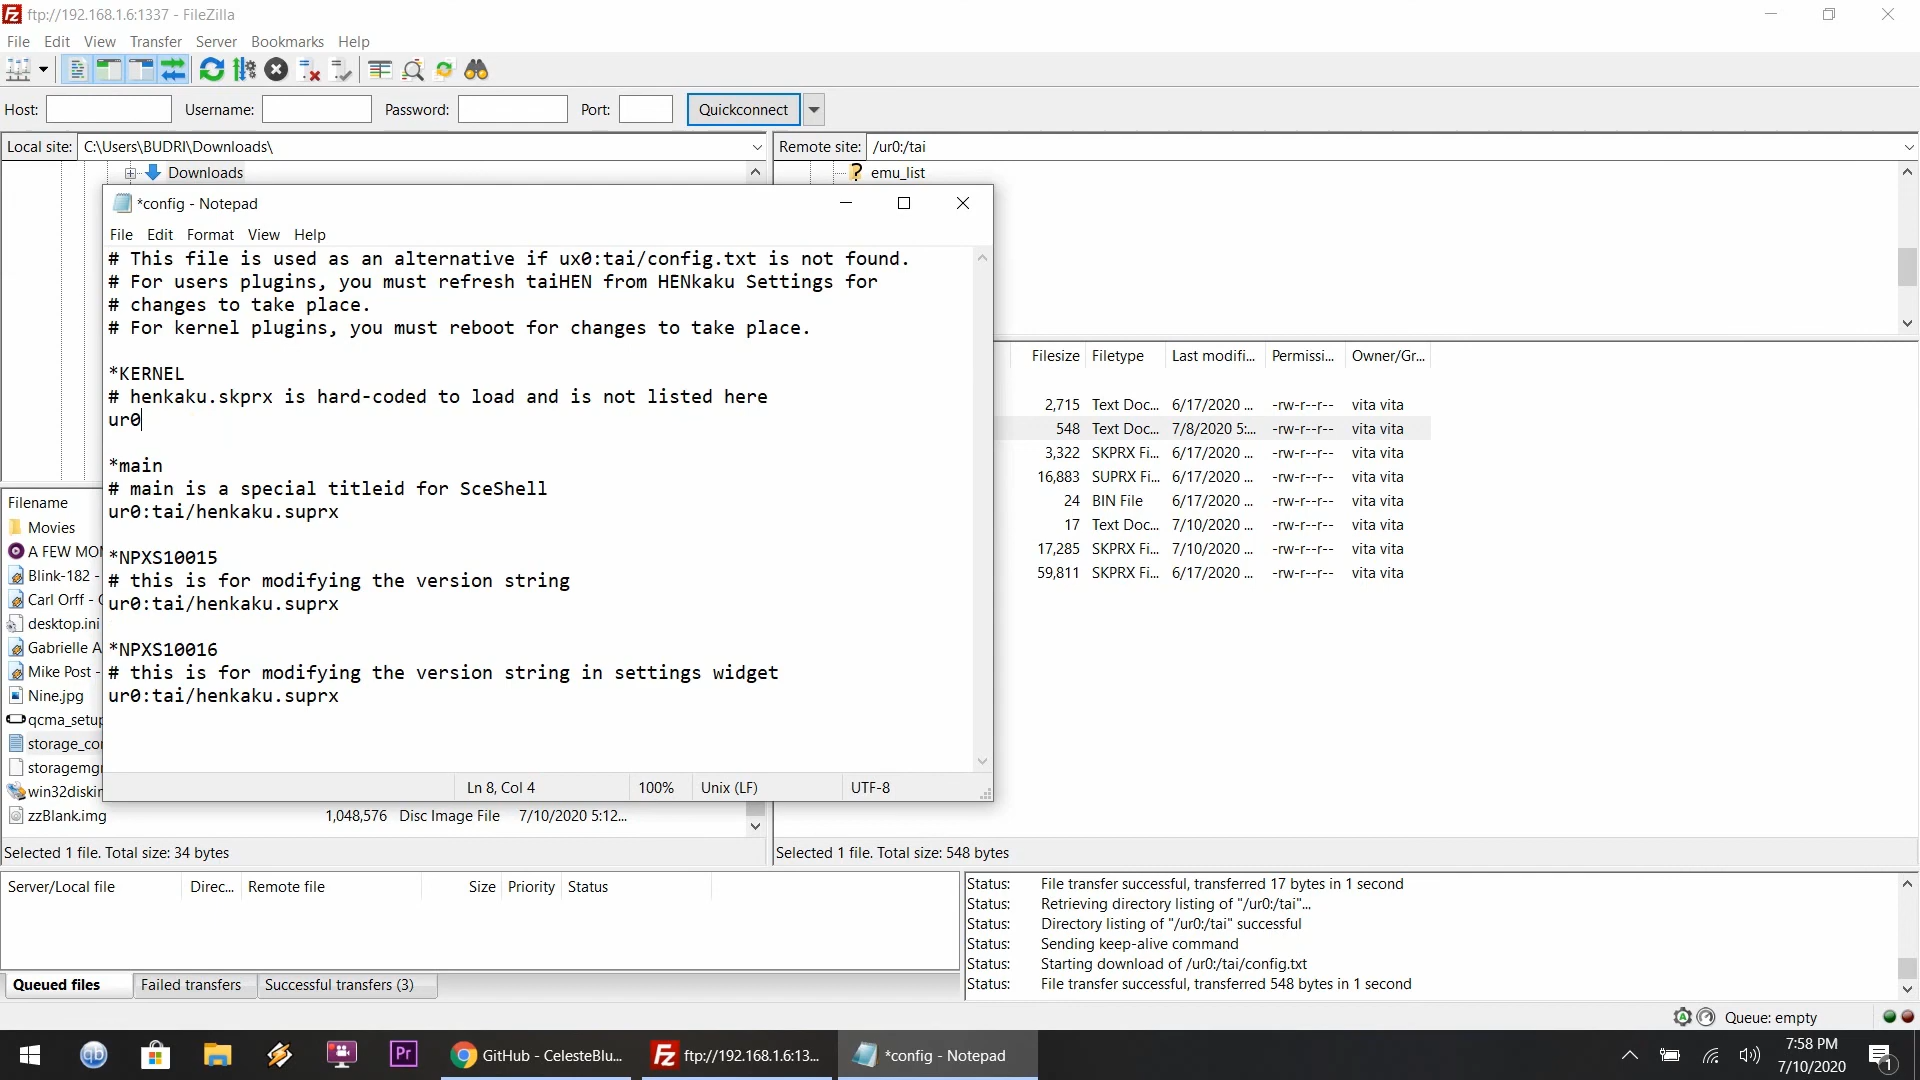 ftp://192.168.1.6:1337 - FileZilla
File Edit View Transfer Server Bookmarks Help
Host: Username: Password: Port: Quickconnect
Local site: C:\Users\BUDRI\Downloads\
Remote site: /ur0:/tai
Downloads
emu_list
*config - Notepad
File Edit Format View Help
# This file is used as an alternative if ux0:tai/config.txt is not found.
# For users plugins, you must refresh taiHEN from HENkaku Settings for
# changes to take place.
# For kernel plugins, you must reboot for changes to take place.
*KERNEL
# henkaku.skprx is hard-coded to load and is not listed here
ur0
*main
# main is a special titleid for SceShell
ur0:tai/henkaku.suprx
*NPXS10015
# this is for modifying the version string
ur0:tai/henkaku.suprx
*NPXS10016
# this is for modifying the version string in settings widget
ur0:tai/henkaku.suprx
Ln 8, Col 4 100% Unix (LF) UTF-8
Filename
Movies
A FEW MO
Blink-182 -
Carl Orff -
desktop.ini
Gabrielle A
Mike Post -
Nine.jpg
qcma_setup
storage_co
storagemg
win32diskin
zzBlank.img 1,048,576 Disc Image File 7/10/2020 5:12...
Selected 1 file. Total size: 34 bytes
Filesize Filetype Last modifi... Permissi... Owner/Gr...
2,715 Text Doc... 6/17/2020 ... -rw-r--r-- vita vita
548 Text Doc... 7/8/2020 5:... -rw-r--r-- vita vita
3,322 SKPRX Fi... 6/17/2020 ... -rw-r--r-- vita vita
16,883 SUPRX Fi... 6/17/2020 ... -rw-r--r-- vita vita
24 BIN File 6/17/2020 ... -rw-r--r-- vita vita
17 Text Doc... 7/10/2020 ... -rw-r--r-- vita vita
17,285 SKPRX Fi... 7/10/2020 ... -rw-r--r-- vita vita
59,811 SKPRX Fi... 6/17/2020 ... -rw-r--r-- vita vita
Selected 1 file. Total size: 548 bytes
Server/Local file Direc... Remote file Size Priority Status
Queued files Failed transfers Successful transfers (3)
Status: File transfer successful, transferred 17 bytes in 1 second
Status: Retrieving directory listing of "/ur0:/tai"...
Status: Directory listing of "/ur0:/tai" successful
Status: Sending keep-alive command
Status: Starting download of /ur0:/tai/config.txt
Status: File transfer successful, transferred 548 bytes in 1 second
Queue: empty
qb
Pr
GitHub - CelesteBlu...
ftp://192.168.1.6:13...
*config - Notepad
7:58 PM
7/10/2020
1